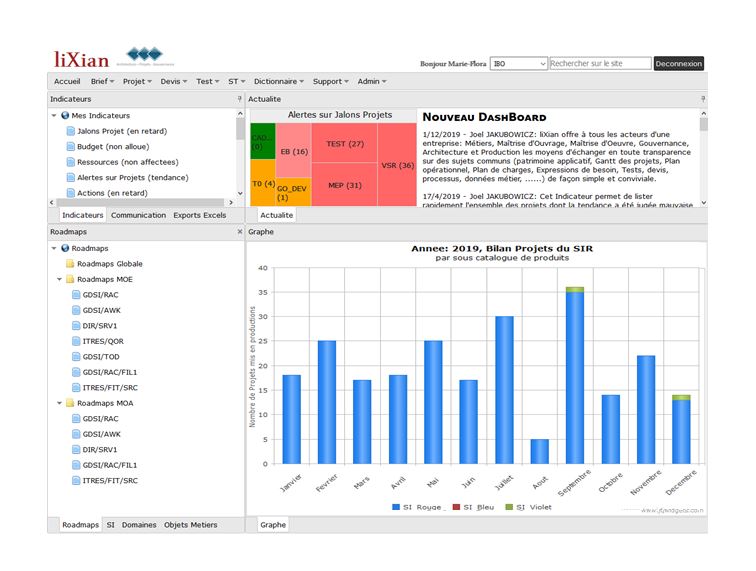 liXian
Bonjour Marie-Flora
IBO
Rechercher sur le site
Deconnexion
Accueil Brief Projet Devis Test ST Dictionnaire Support Admin
Indicateurs
Mes Indicateurs
Jalons Projet (en retard)
Budget (non alloue)
Ressources (non affectees)
Alertes sur Projets (tendance)
Actions (en retard)
Indicateurs Communication Exports Excels
Actualite
Alertes sur Jalons Projets
CAD...
(0)
EB (16)
TEST (27)
VSR (36)
T0 (4)
GO_DEV
(1)
MEP (31)
Nouveau DashBoard
1/12/2019 - Joel JAKUBOWICZ: liXian offre à tous les acteurs d'une
entreprise: Métiers, Maîtrise d'Ouvrage, Maîtrise d'Oeuvre, Gouvernance,
Architecture et Production les moyens d'échanger en toute transparence
sur des sujets communs (patrimoine applicatif, Gantt des projets, Plan
opérationnel, Plan de charges, Expressions de besoin, Tests, devis,
processus, données métier, ......) de façon simple et conviviale.
17/4/2019 - Joel JAKUBOWICZ: Cet Indicateur permet de lister
rapidement l'ensemble des projets dont la tendance a été jugée mauvaise
Actualite
Roadmaps
Roadmaps
Roadmaps Globale
Roadmaps MOE
GDSI/RAC
GDSI/AWK
DIR/SRV1
ITRES/QOR
GDSI/TOD
GDSI/RAC/FIL1
ITRES/FIT/SRC
Roadmaps MOA
GDSI/RAC
GDSI/AWK
DIR/SRV1
GDSI/RAC/FIL1
ITRES/FIT/SRC
Roadmaps SI Domaines Objets Metiers
Graphe
Annee: 2019, Bilan Projets du SIR
par sous catalogue de produits
Nombre de Projets mis en productions
40
35
30
25
20
15
10
5
0
Janvier Fevrier Mars Avril Mai Juin Juillet Aout Septembre Octobre Novembre Decembre
SI_Rouge SI_Bleu SI_Violet
Graphe